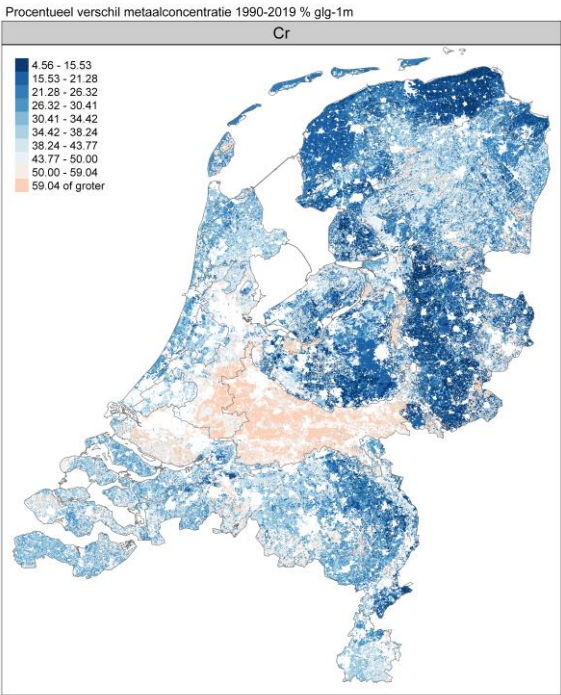 Procentueel verschil metaalconcentratie 1990-2019 % glg-1m
Cr
4.56 - 15.53
15.53 - 21.28
21.28 - 26.32
26.32 - 30.41
30.41 - 34.42
34.42 - 38.24
38.24 - 43.77
43.77 - 50.00
50.00 - 59.04
59.04 of groter